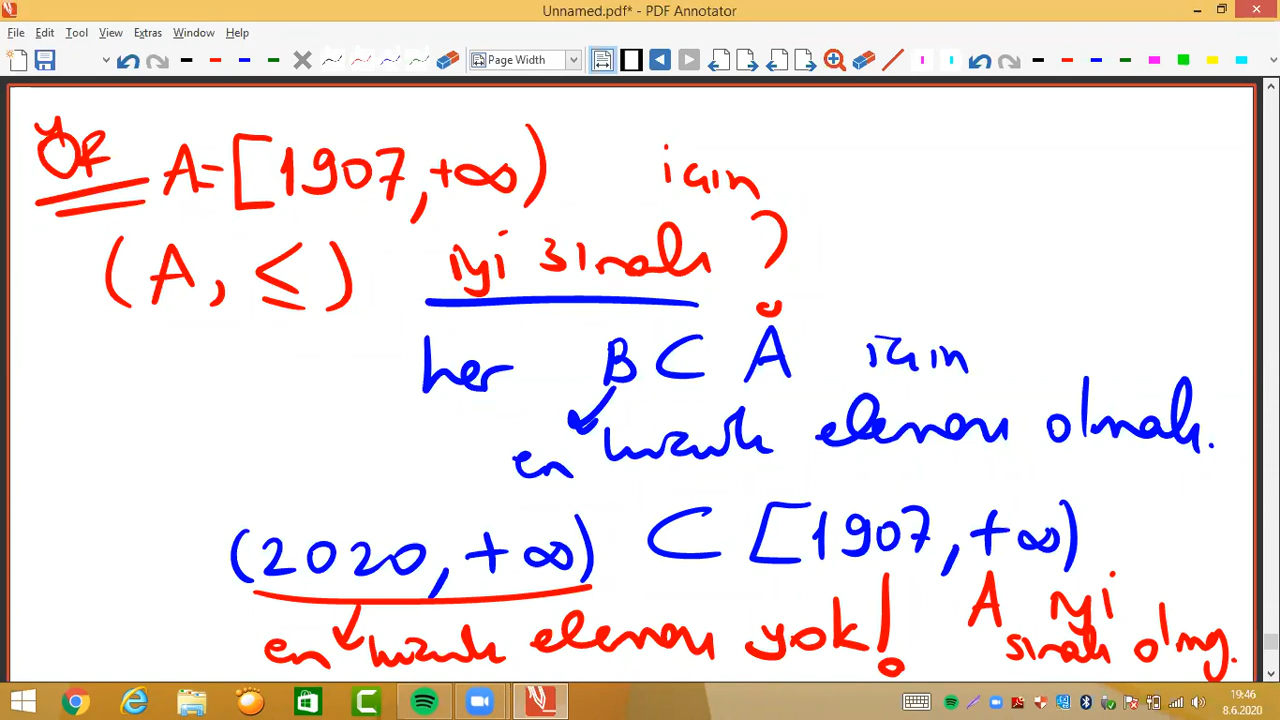 Unnamed.pdf* - PDF Annotator
File Edit Tool View Extras Window Help
Page Width
ÖR A=[1907,+∞) için
(A, ≤) iyi sıralı ?
her B ⊂ A için
en küçük elemanı olmalı.
(2020, +∞) ⊂ [1907, +∞)
en küçük elemanı yok! A iyi
sıralı olmz.
19:46
8.6.2020